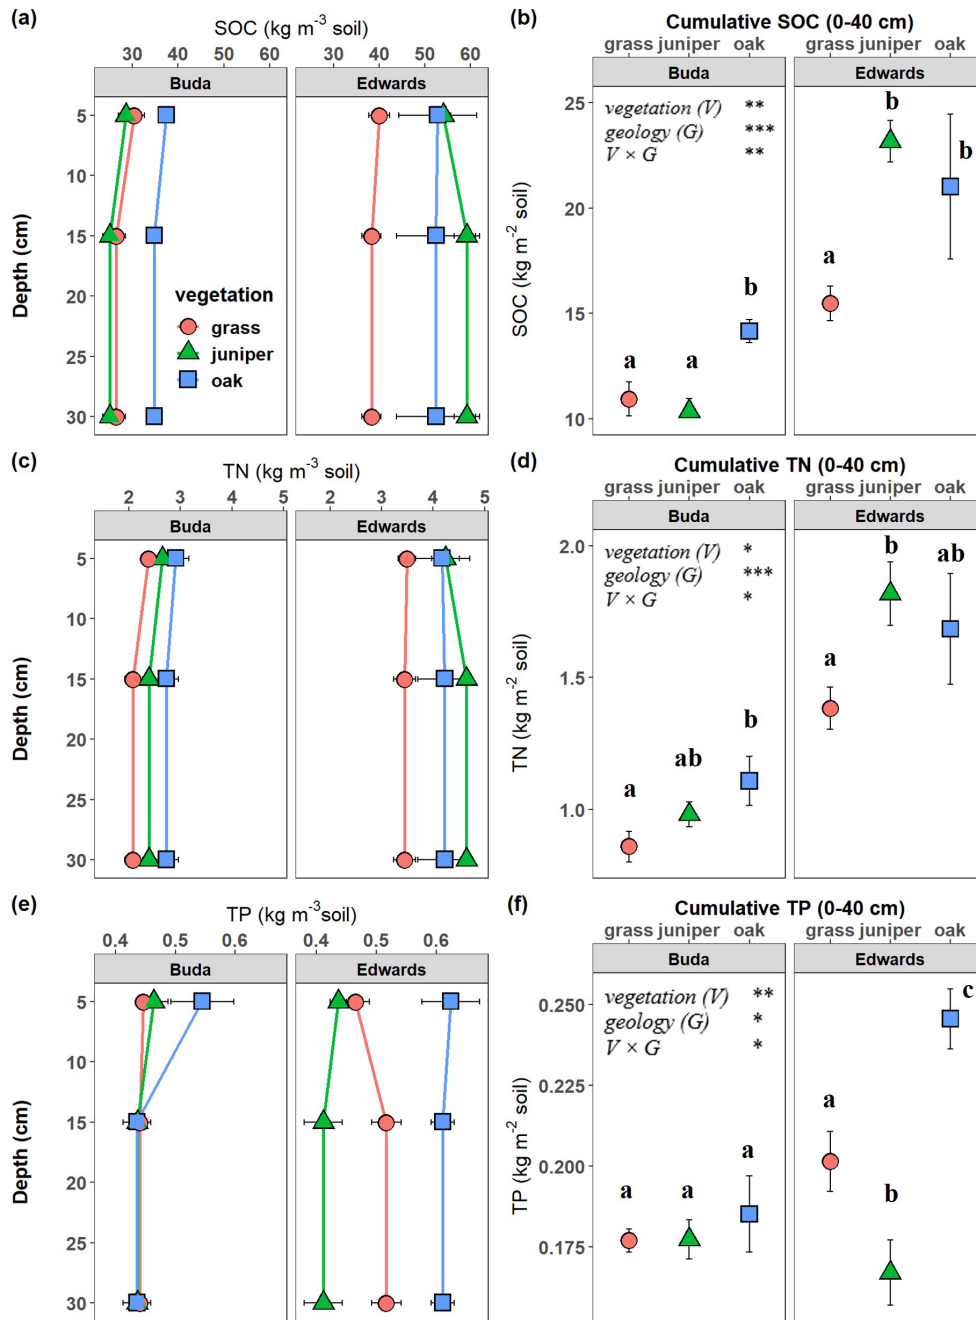 (a)
SOC (kg m-3 soil)
30 40 50 60
30 40 50 60
Buda
Edwards
5
10
15
20
25
30
Depth (cm)
vegetation
grass
juniper
oak
(b)
Cumulative SOC (0-40 cm)
grass juniper oak
grass juniper oak
Buda
Edwards
vegetation (V) **
geology (G) ***
V × G **
25
20
15
10
SOC (kg m-2 soil)
a
a
b
a
b
b
(c)
TN (kg m-3 soil)
2 3 4 5
2 3 4 5
Buda
Edwards
5
10
15
20
25
30
Depth (cm)
(d)
Cumulative TN (0-40 cm)
grass juniper oak
grass juniper oak
Buda
Edwards
vegetation (V) *
geology (G) ***
V × G *
2.0
1.5
1.0
TN (kg m-2 soil)
a
ab
b
a
b
ab
(e)
TP (kg m-3soil)
0.4 0.5 0.6
0.4 0.5 0.6
Buda
Edwards
5
10
15
20
25
30
Depth (cm)
(f)
Cumulative TP (0-40 cm)
grass juniper oak
grass juniper oak
Buda
Edwards
vegetation (V) **
geology (G) *
V × G *
0.250
0.225
0.200
0.175
TP (kg m-2 soil)
a
a
a
a
b
c